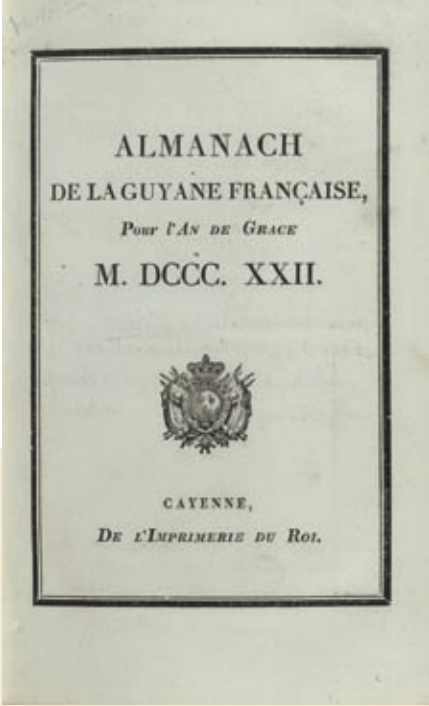 ALMANACH
DE LA GUYANE FRANÇAISE,
Pour l'An de Grace
M. DCCC. XXII.
CAYENNE,
De l'Imprimerie du Roi.